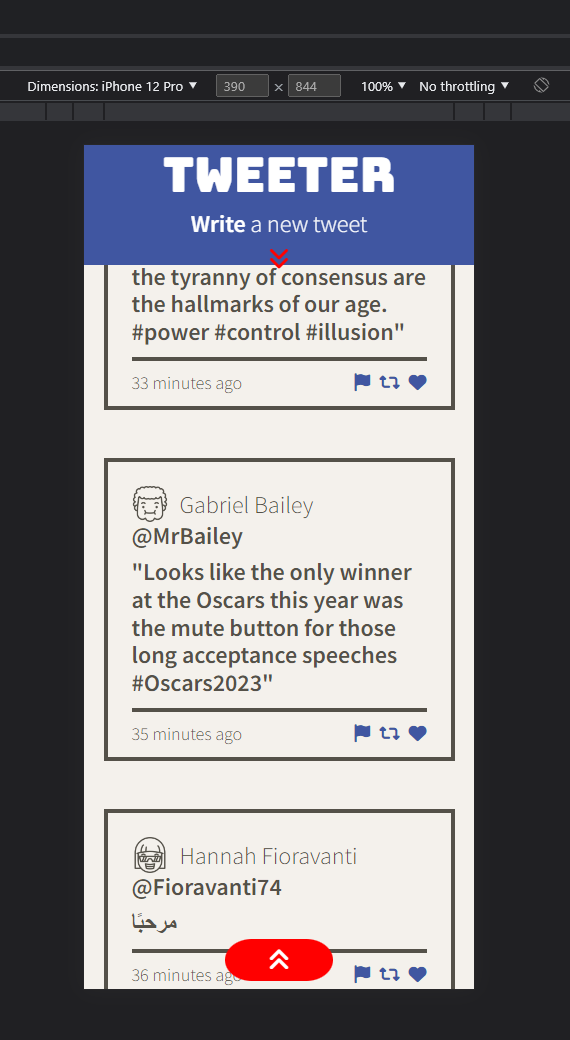 Dimensions: iPhone 12 Pro ▼ 390 × 844 100% ▼ No throttling ▼
TWEETER
Write a new tweet
the tyranny of consensus are
the hallmarks of our age.
#power #control #illusion"
33 minutes ago
Gabriel Bailey
@MrBailey
"Looks like the only winner
at the Oscars this year was
the mute button for those
long acceptance speeches
#Oscars2023"
35 minutes ago
Hannah Fioravanti
@Fioravanti74
مرحبًا
36 minutes ago